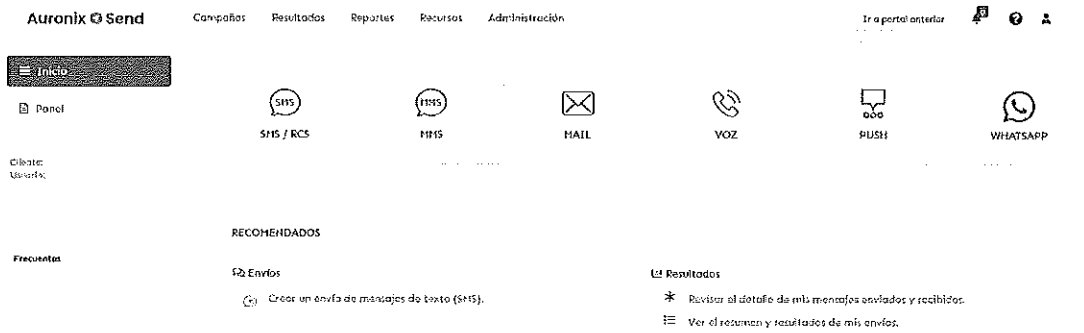 Auronix Send
Campañas Resultados Reportes Recursos Administración
Ir a portal anterior
Inicio
Panel
SMS
SMS / RCS
MMS
MMS
MAIL
VOZ
PUSH
WHATSAPP
Cliente:
Usuario:
Frecuentes
RECOMENDADOS
Envíos
Crear un envío de mensajes de texto (SMS).
Resultados
Revisar el detalle de mis mensajes enviados y recibidos.
Ver el resumen y resultados de mis envíos.